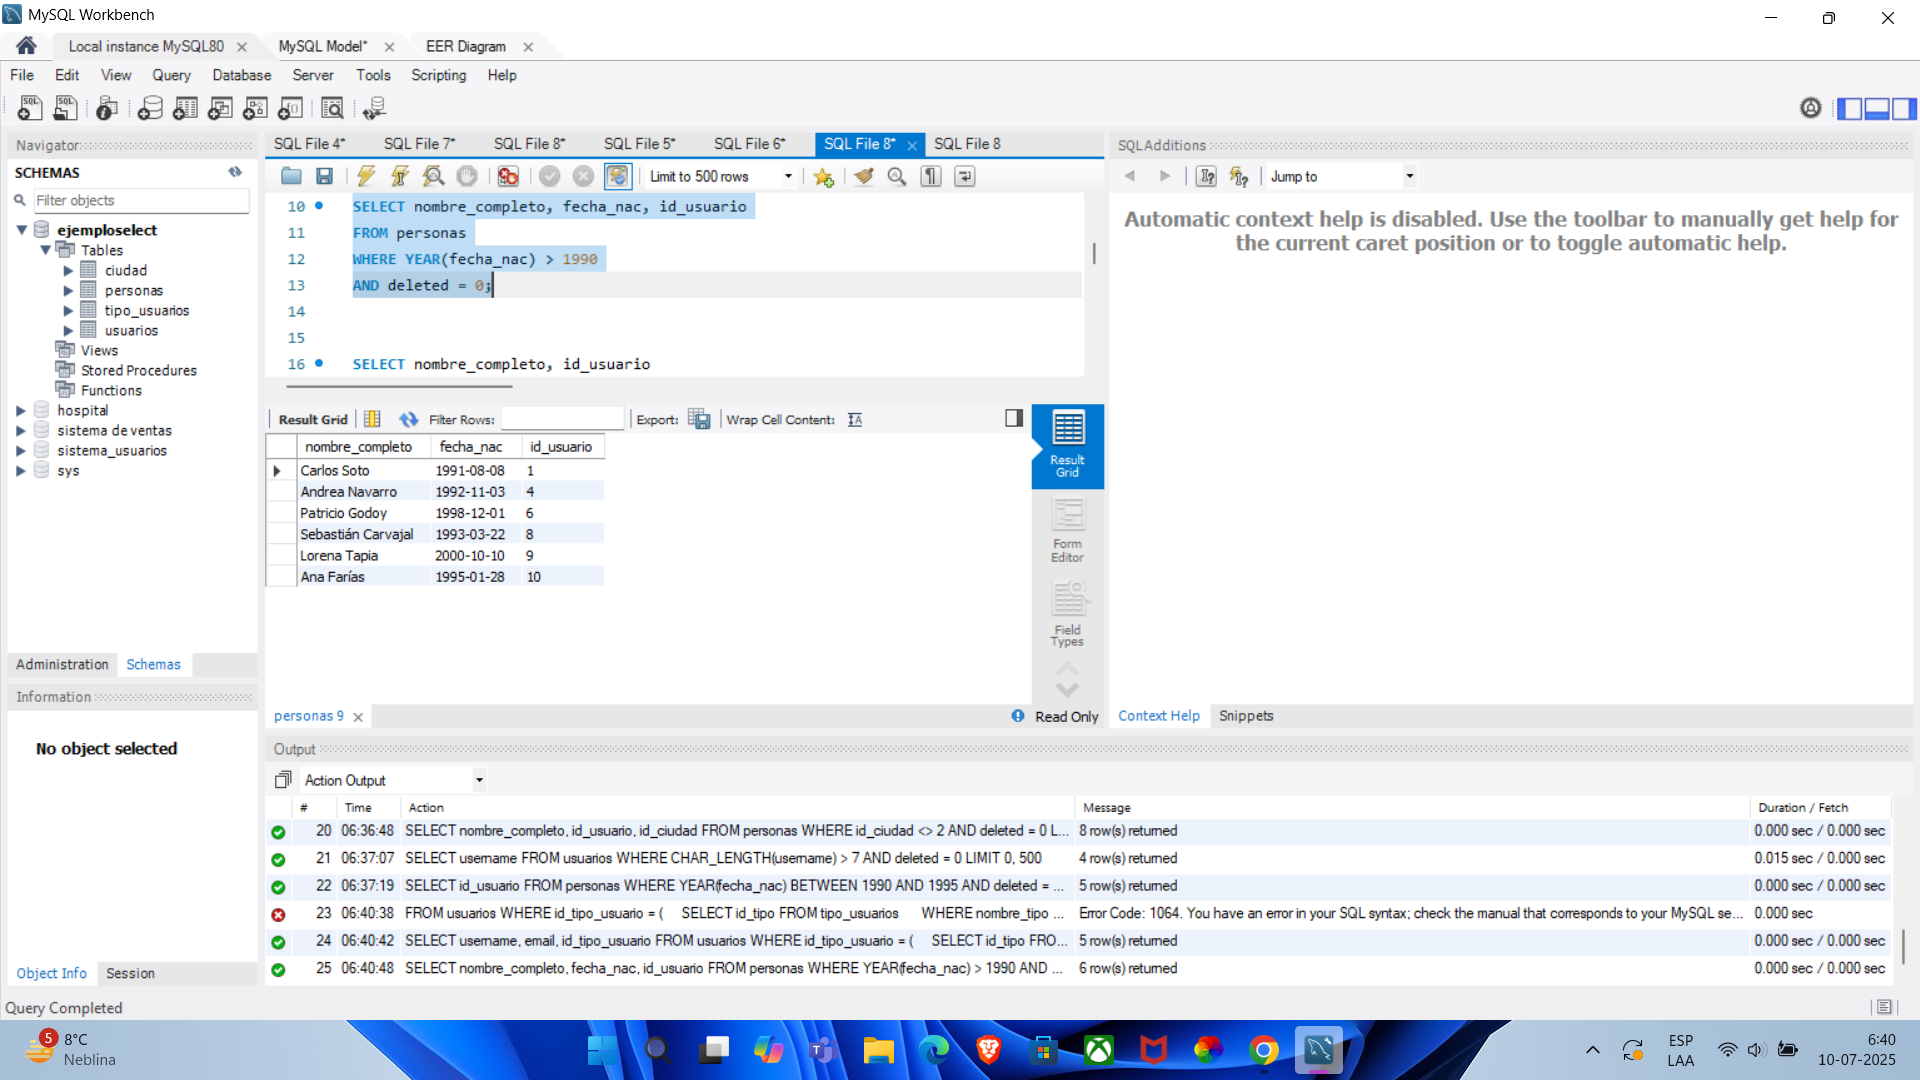 MySQL Workbench
Local instance MySQL80
MySQL Model*
EER Diagram
File Edit View Query Database Server Tools Scripting Help
Navigator
SCHEMAS
Filter objects
ejemploselect
Tables
ciudad
personas
tipo_usuarios
usuarios
Views
Stored Procedures
Functions
hospital
sistema de ventas
sistema_usuarios
sys
Administration Schemas
Information
No object selected
Object Info Session
SQL File 4* SQL File 7* SQL File 8* SQL File 5* SQL File 6* SQL File 8* SQL File 8
Limit to 500 rows
10 SELECT nombre_completo, fecha_nac, id_usuario
11 FROM personas
12 WHERE YEAR(fecha_nac) > 1990
13 AND deleted = 0;
14
15
16 SELECT nombre_completo, id_usuario
Result Grid Filter Rows: Export: Wrap Cell Content:
nombre_completo fecha_nac id_usuario
Carlos Soto 1991-08-08 1
Andrea Navarro 1992-11-03 4
Patricio Godoy 1998-12-01 6
Sebastián Carvajal 1993-03-22 8
Lorena Tapia 2000-10-10 9
Ana Farías 1995-01-28 10
Result
Grid
Form
Editor
Field
Types
personas 9
Read Only
SQLAdditions
Jump to
Automatic context help is disabled. Use the toolbar to manually get help for
the current caret position or to toggle automatic help.
Context Help Snippets
Output
Action Output
# Time Action Message Duration / Fetch
20 06:36:48 SELECT nombre_completo, id_usuario, id_ciudad FROM personas WHERE id_ciudad <> 2 AND deleted = 0 L... 8 row(s) returned 0.000 sec / 0.000 sec
21 06:37:07 SELECT username FROM usuarios WHERE CHAR_LENGTH(username) > 7 AND deleted = 0 LIMIT 0, 500 4 row(s) returned 0.015 sec / 0.000 sec
22 06:37:19 SELECT id_usuario FROM personas WHERE YEAR(fecha_nac) BETWEEN 1990 AND 1995 AND deleted = ... 5 row(s) returned 0.000 sec / 0.000 sec
23 06:40:38 FROM usuarios WHERE id_tipo_usuario = ( SELECT id_tipo FROM tipo_usuarios WHERE nombre_tipo ... Error Code: 1064. You have an error in your SQL syntax; check the manual that corresponds to your MySQL se... 0.000 sec
24 06:40:42 SELECT username, email, id_tipo_usuario FROM usuarios WHERE id_tipo_usuario = ( SELECT id_tipo FRO... 5 row(s) returned 0.000 sec / 0.000 sec
25 06:40:48 SELECT nombre_completo, fecha_nac, id_usuario FROM personas WHERE YEAR(fecha_nac) > 1990 AND ... 6 row(s) returned 0.000 sec / 0.000 sec
Query Completed
5
8°C
Neblina
ESP
LAA
6:40
10-07-2025